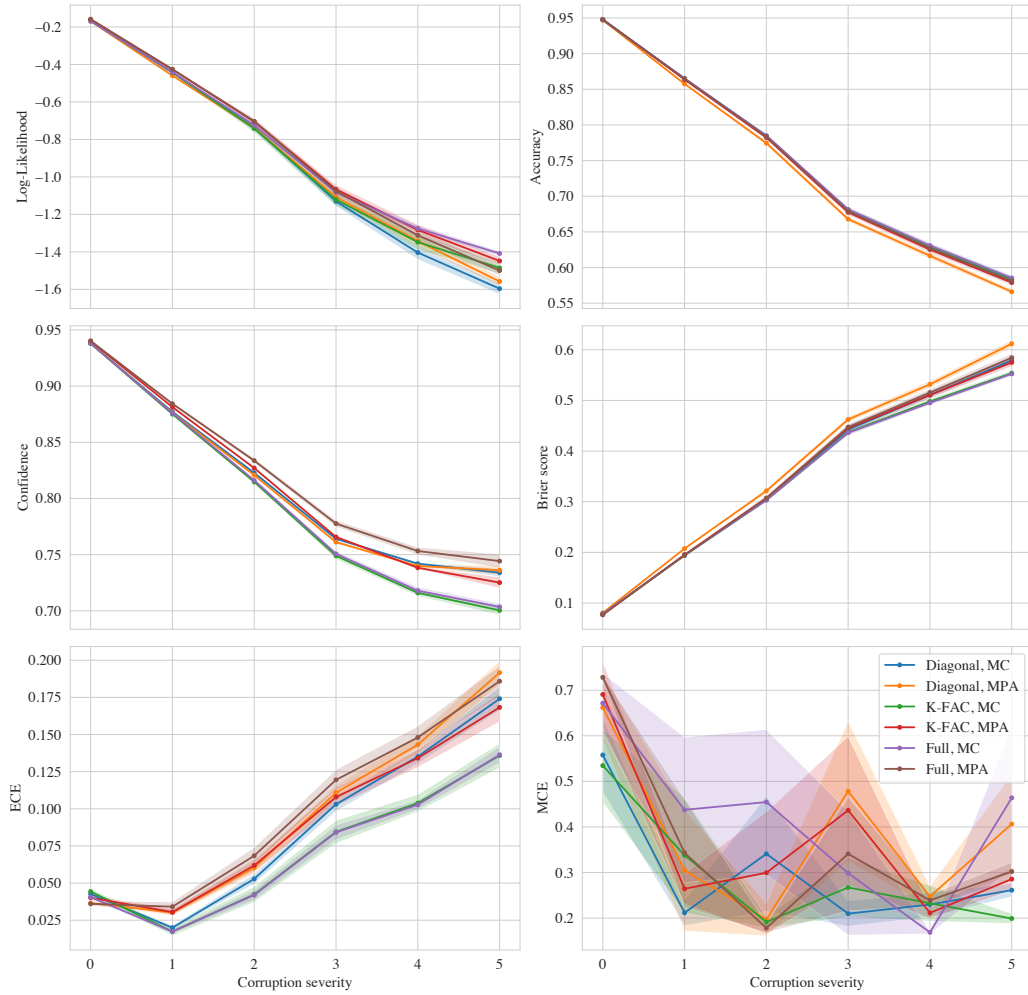 −0.2
−0.4
−0.6
−0.8
−1.0
−1.2
−1.4
−1.6
Log-Likelihood
0.95
0.90
0.85
0.80
0.75
0.70
0.65
0.60
0.55
Accuracy
0.95
0.90
0.85
0.80
0.75
0.70
Confidence
0.6
0.5
0.4
0.3
0.2
0.1
Brier score
0.200
0.175
0.150
0.125
0.100
0.075
0.050
0.025
ECE
0 1 2 3 4 5
Corruption severity
0.7
0.6
0.5
0.4
0.3
0.2
MCE
Diagonal, MC
Diagonal, MPA
K-FAC, MC
K-FAC, MPA
Full, MC
Full, MPA
0 1 2 3 4 5
Corruption severity